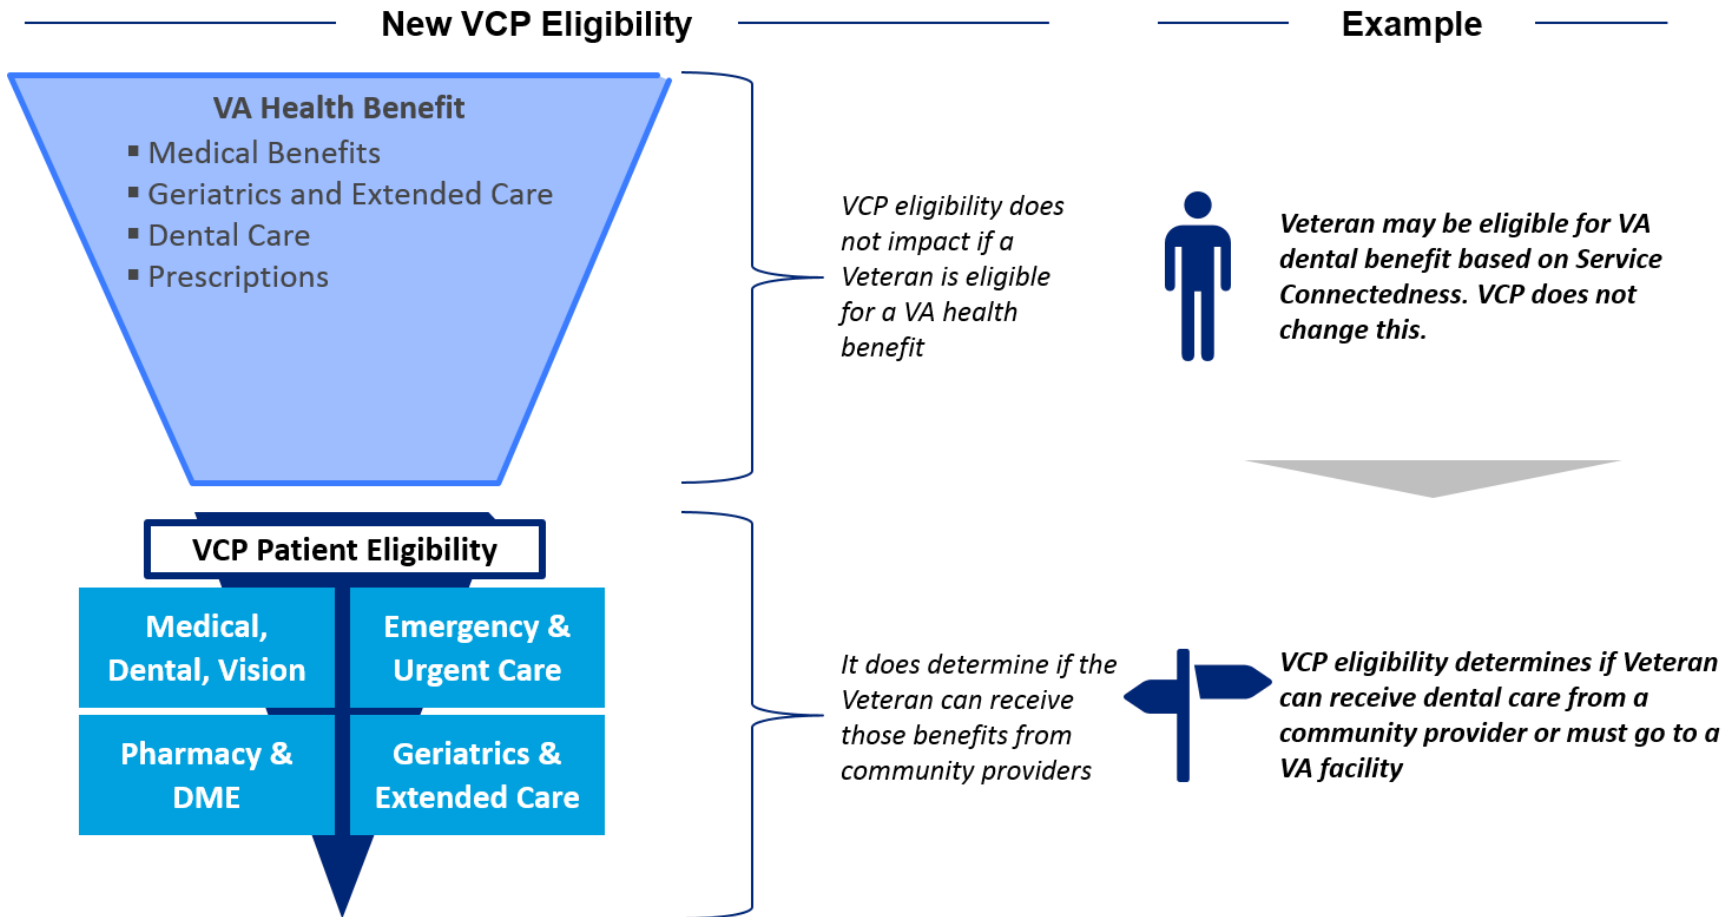 New VCP Eligibility
Example
VA Health Benefit
▪ Medical Benefits
▪ Geriatrics and Extended Care
▪ Dental Care
▪ Prescriptions
VCP eligibility does
not impact if a
Veteran is eligible
for a VA health
benefit
Veteran may be eligible for VA
dental benefit based on Service
Connectedness. VCP does not
change this.
VCP Patient Eligibility
Medical,
Dental, Vision
Emergency &
Urgent Care
Pharmacy &
DME
Geriatrics &
Extended Care
It does determine if the
Veteran can receive
those benefits from
community providers
VCP eligibility determines if Veteran
can receive dental care from a
community provider or must go to a
VA facility